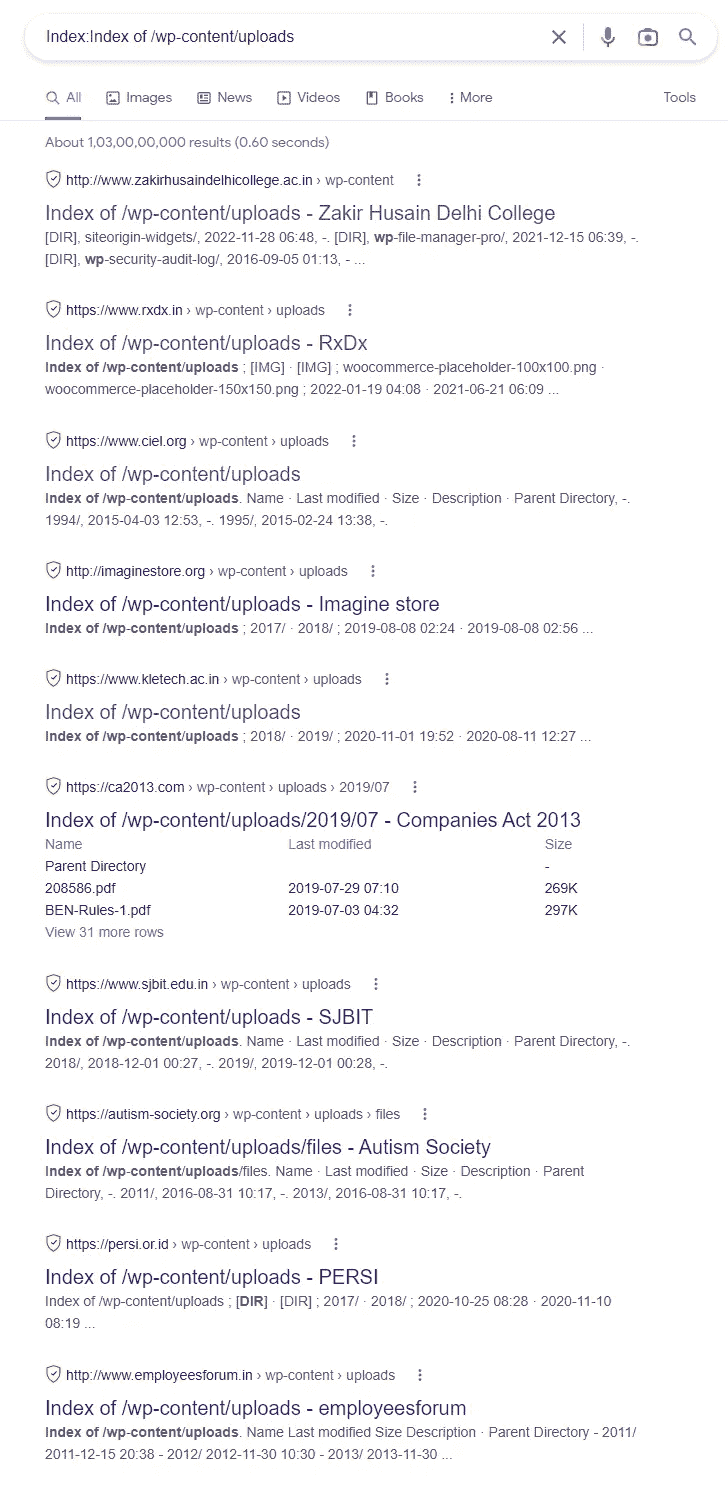 Index:Index of /wp-content/uploads
All Images News Videos Books More Tools
About 1,03,00,00,000 results (0.60 seconds)
http://www.zakirhusaindelhicollege.ac.in › wp-content
Index of /wp-content/uploads - Zakir Husain Delhi College
[DIR], siteorigin-widgets/, 2022-11-28 06:48, -. [DIR], wp-file-manager-pro/, 2021-12-15 06:39, -.
[DIR], wp-security-audit-log/, 2016-09-05 01:13, - ...
https://www.rxdx.in › wp-content › uploads
Index of /wp-content/uploads - RxDx
Index of /wp-content/uploads ; [IMG] · [IMG] ; woocommerce-placeholder-100x100.png ·
woocommerce-placeholder-150x150.png ; 2022-01-19 04:08 · 2021-06-21 06:09 ...
https://www.ciel.org › wp-content › uploads
Index of /wp-content/uploads
Index of /wp-content/uploads. Name · Last modified · Size · Description · Parent Directory, -.
1994/, 2015-04-03 12:53, -. 1995/, 2015-02-24 13:38, -.
http://imaginestore.org › wp-content › uploads
Index of /wp-content/uploads - Imagine store
Index of /wp-content/uploads ; 2017/ · 2018/ ; 2019-08-08 02:24 · 2019-08-08 02:56 ...
https://www.kletech.ac.in › wp-content › uploads
Index of /wp-content/uploads
Index of /wp-content/uploads ; 2018/ · 2019/ ; 2020-11-01 19:52 · 2020-08-11 12:27 ...
https://ca2013.com › wp-content › uploads › 2019/07
Index of /wp-content/uploads/2019/07 - Companies Act 2013
Name Last modified Size
Parent Directory -
208586.pdf 2019-07-29 07:10 269K
BEN-Rules-1.pdf 2019-07-03 04:32 297K
View 31 more rows
https://www.sjbit.edu.in › wp-content › uploads
Index of /wp-content/uploads - SJBIT
Index of /wp-content/uploads. Name · Last modified · Size · Description · Parent Directory, -.
2018/, 2018-12-01 00:27, -. 2019/, 2019-12-01 00:28, -.
https://autism-society.org › wp-content › uploads › files
Index of /wp-content/uploads/files - Autism Society
Index of /wp-content/uploads/files. Name · Last modified · Size · Description · Parent
Directory, -. 2011/, 2016-08-31 10:17, -. 2013/, 2016-08-31 10:17, -.
https://persi.or.id › wp-content › uploads
Index of /wp-content/uploads - PERSI
Index of /wp-content/uploads ; [DIR] · [DIR] ; 2017/ · 2018/ ; 2020-10-25 08:28 · 2020-11-10
08:19 ...
http://www.employeesforum.in › wp-content › uploads
Index of /wp-content/uploads - employeesforum
Index of /wp-content/uploads. Name Last modified Size Description · Parent Directory - 2011/
2011-12-15 20:38 - 2012/ 2012-11-30 10:30 - 2013/ 2013-11-30 ...